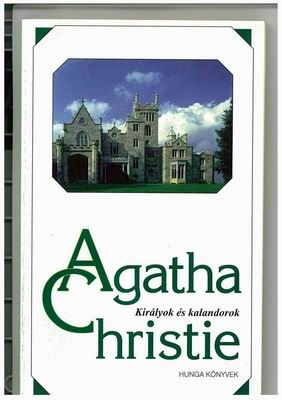 Agatha
Királyok és kalandorok
Christie
HUNGA KÖNYVEK